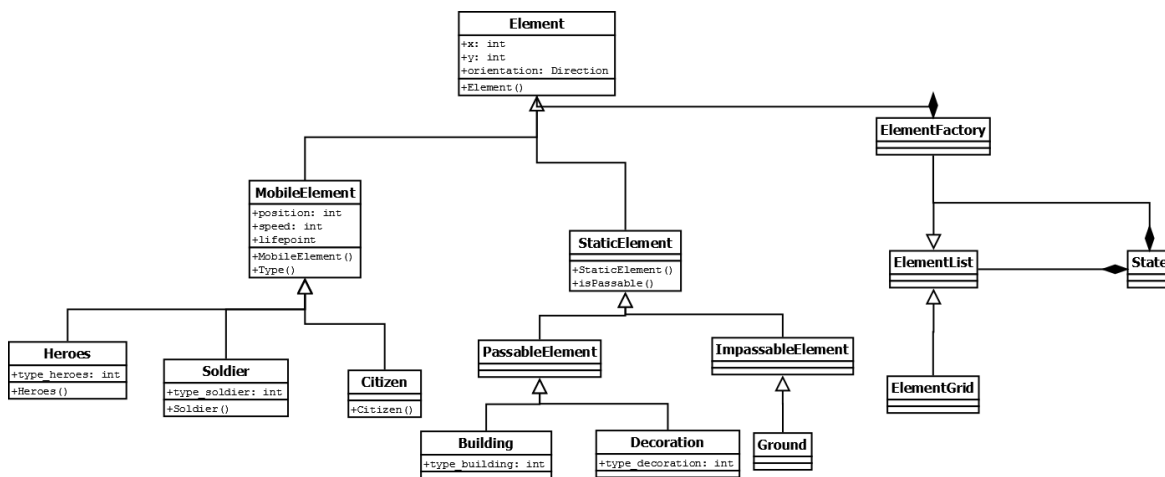 Element
+x: int
+y: int
+orientation: Direction
+Element()
ElementFactory
MobileElement
+position: int
+speed: int
+lifepoint
+MobileElement()
+Type()
StaticElement
+StaticElement()
+isPassable()
ElementList
State
Heroes
+type_heroes: int
+Heroes()
Soldier
+type_soldier: int
+Soldier()
Citizen
+Citizen()
PassableElement
ImpassableElement
ElementGrid
Building
+type_building: int
Decoration
+type_decoration: int
Ground